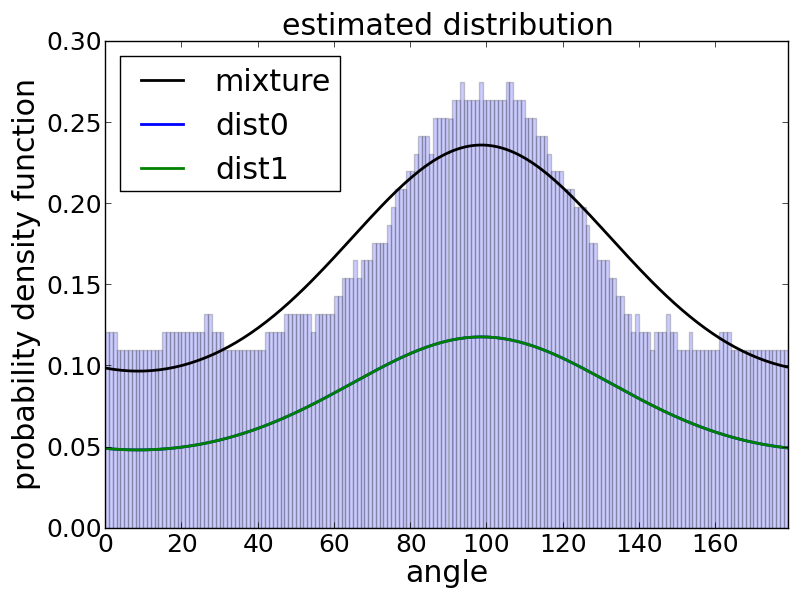 estimated distribution
probability density function
0.30
0.25
0.20
0.15
0.10
0.05
0.00
mixture
dist0
dist1
0 20 40 60 80 100 120 140 160
angle